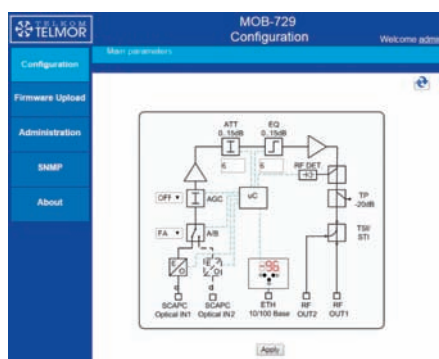 TELKOM
TELMOR
MOB-729
Configuration
Welcome admin
Main parameters
Configuration
Firmware Upload
Administration
SNMP
About
ATT
0..15dB
EQ
0..15dB
6
6
RF DET.
OFF
AGC
uC
TP
-20dB
FA
A/B
TSI/
STI
E
O
E
O
-96
SCAPC
Optical IN1
SCAPC
Optical IN2
ETH
10/100 Base
RF
OUT2
RF
OUT1
Apply